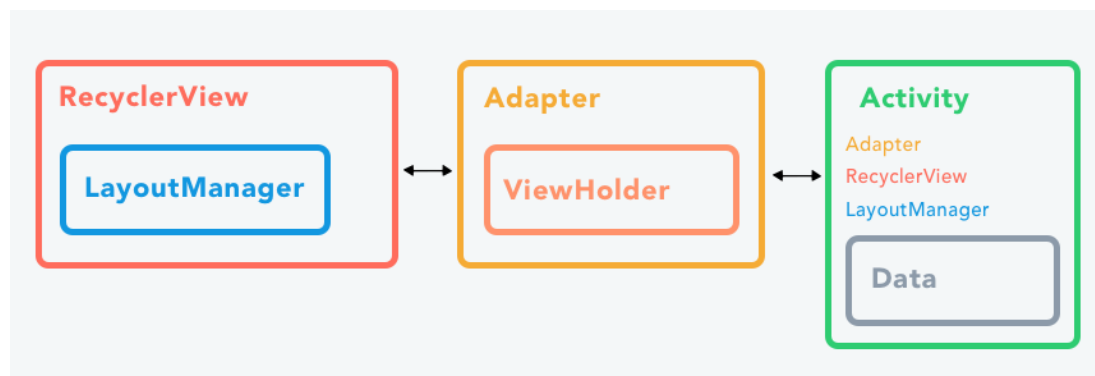 RecyclerView
LayoutManager
Adapter
ViewHolder
Activity
Adapter
RecyclerView
LayoutManager
Data